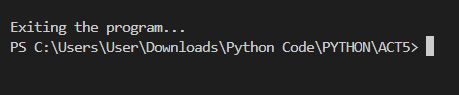 Exiting the program...
PS C:\Users\User\Downloads\Python Code\PYTHON\ACT5>